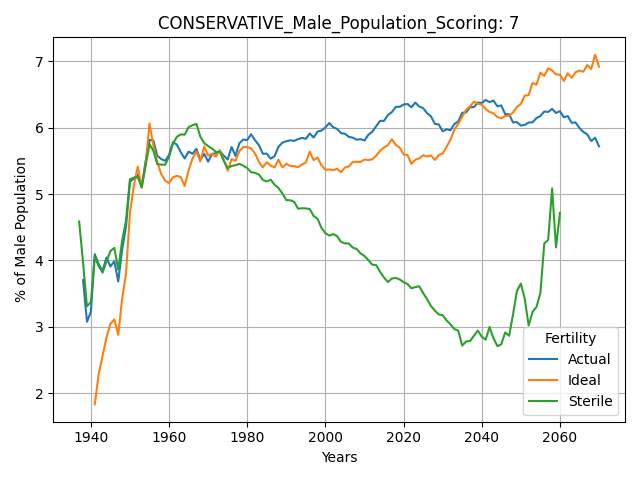 CONSERVATIVE_Male_Population_Scoring: 7
% of Male Population
7
6
5
4
3
2
1940 1960 1980 2000 2020 2040 2060
Years
Fertility
Actual
Ideal
Sterile